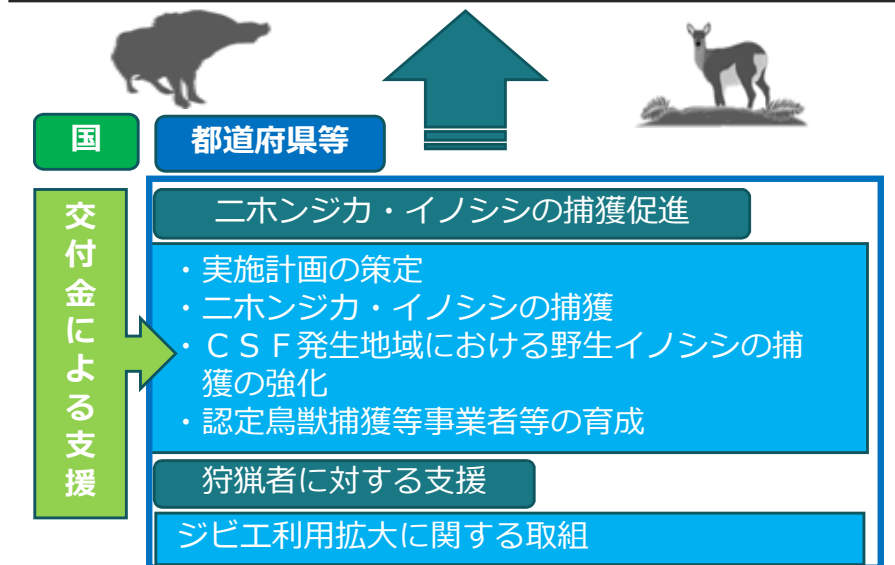 国
都道府県等
交付金による支援
ニホンジカ・イノシシの捕獲促進
・実施計画の策定
・ニホンジカ・イノシシの捕獲
・ＣＳＦ発生地域における野生イノシシの捕
獲の強化
・認定鳥獣捕獲等事業者等の育成
狩猟者に対する支援
ジビエ利用拡大に関する取組